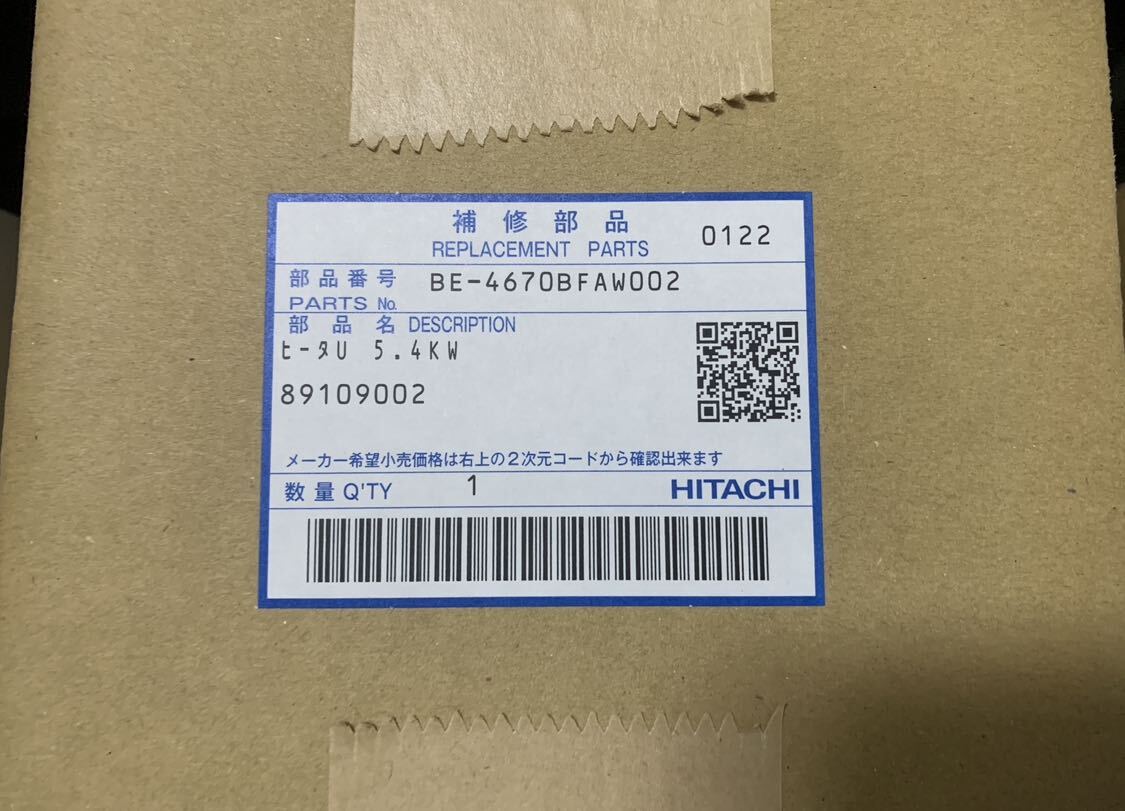 補修部品
REPLACEMENT PARTS 0122
部品番号 BE-4670BFAW002
PARTS No.
部品名 DESCRIPTION
ヒ-タU 5.4KW
89109002
メーカー希望小売価格は右上の2次元コードから確認出来ます
数量 Q'TY 1 HITACHI